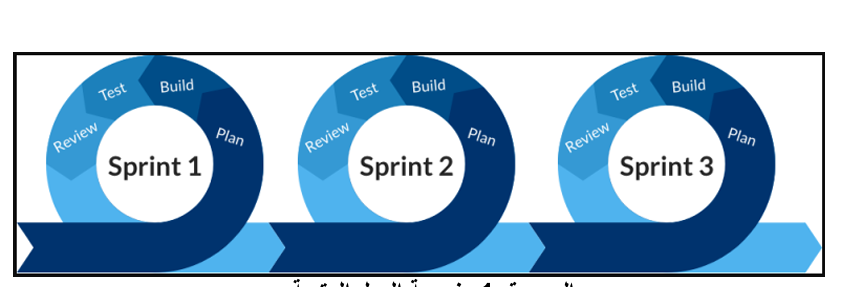 Test Build Test Build Test Build
Review Plan Review Plan Review Plan
Sprint 1 Sprint 2 Sprint 3